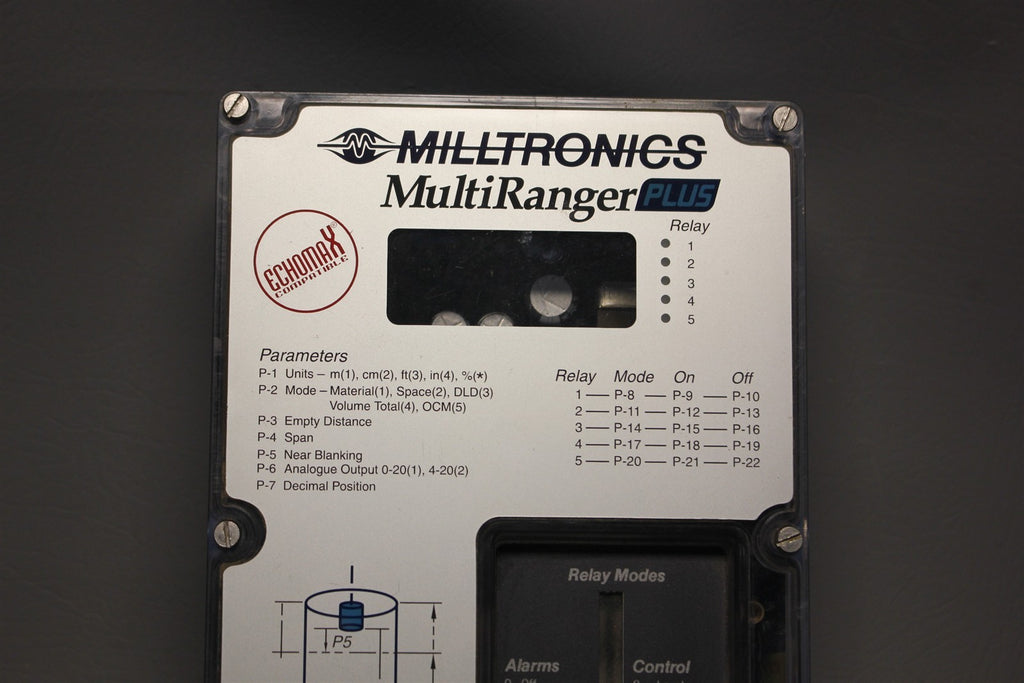 MILLTRONICS
MultiRanger PLUS
ECHOMAX®
COMPATIBLE
Relay
1
2
3
4
5
Parameters
P-1 Units – m(1), cm(2), ft(3), in(4), %(*)
P-2 Mode – Material(1), Space(2), DLD(3)
Volume Total(4), OCM(5)
P-3 Empty Distance
P-4 Span
P-5 Near Blanking
P-6 Analogue Output 0-20(1), 4-20(2)
P-7 Decimal Position
Relay Mode On Off
1 — P-8 — P-9 — P-10
2 — P-11 — P-12 — P-13
3 — P-14 — P-15 — P-16
4 — P-17 — P-18 — P-19
5 — P-20 — P-21 — P-22
Relay Modes
P5
Alarms Control